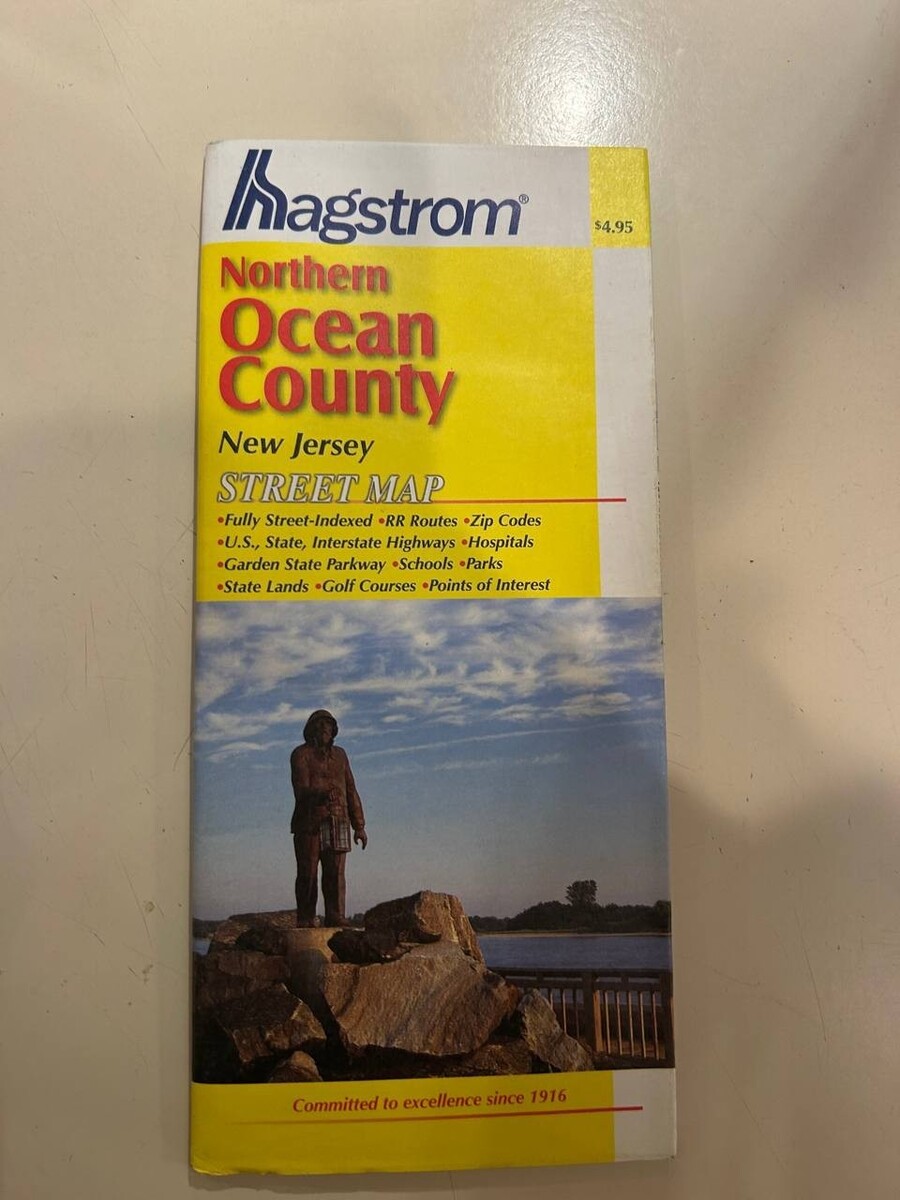 hagstrom®
$4.95
Northern
Ocean
County
New Jersey
STREET MAP
•Fully Street-Indexed •RR Routes •Zip Codes
•U.S., State, Interstate Highways •Hospitals
•Garden State Parkway •Schools •Parks
•State Lands •Golf Courses •Points of Interest
Committed to excellence since 1916